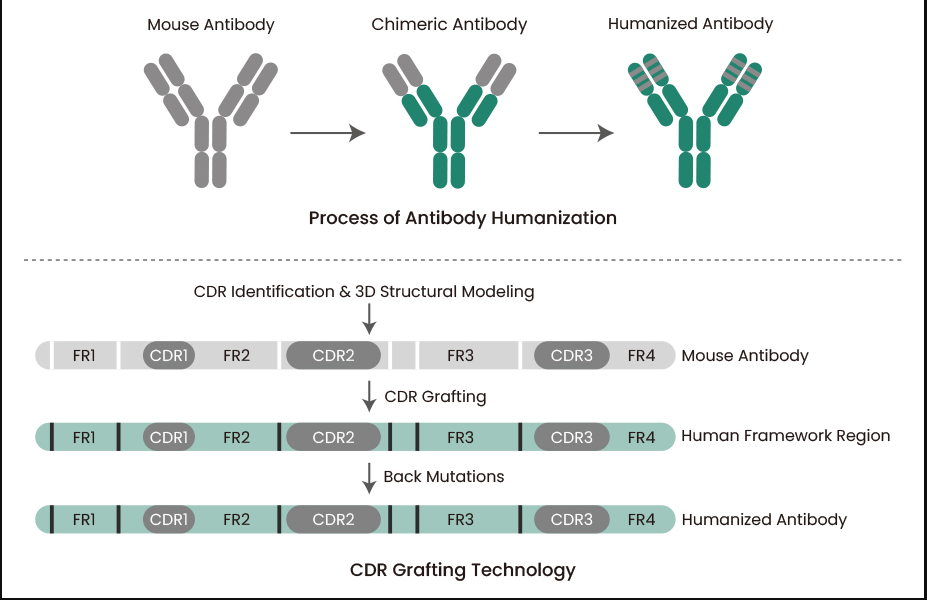 Mouse Antibody
Chimeric Antibody
Humanized Antibody
Process of Antibody Humanization
CDR Identification & 3D Structural Modeling
FR1 CDR1 FR2 CDR2 FR3 CDR3 FR4 Mouse Antibody
CDR Grafting
FR1 CDR1 FR2 CDR2 FR3 CDR3 FR4 Human Framework Region
Back Mutations
FR1 CDR1 FR2 CDR2 FR3 CDR3 FR4 Humanized Antibody
CDR Grafting Technology